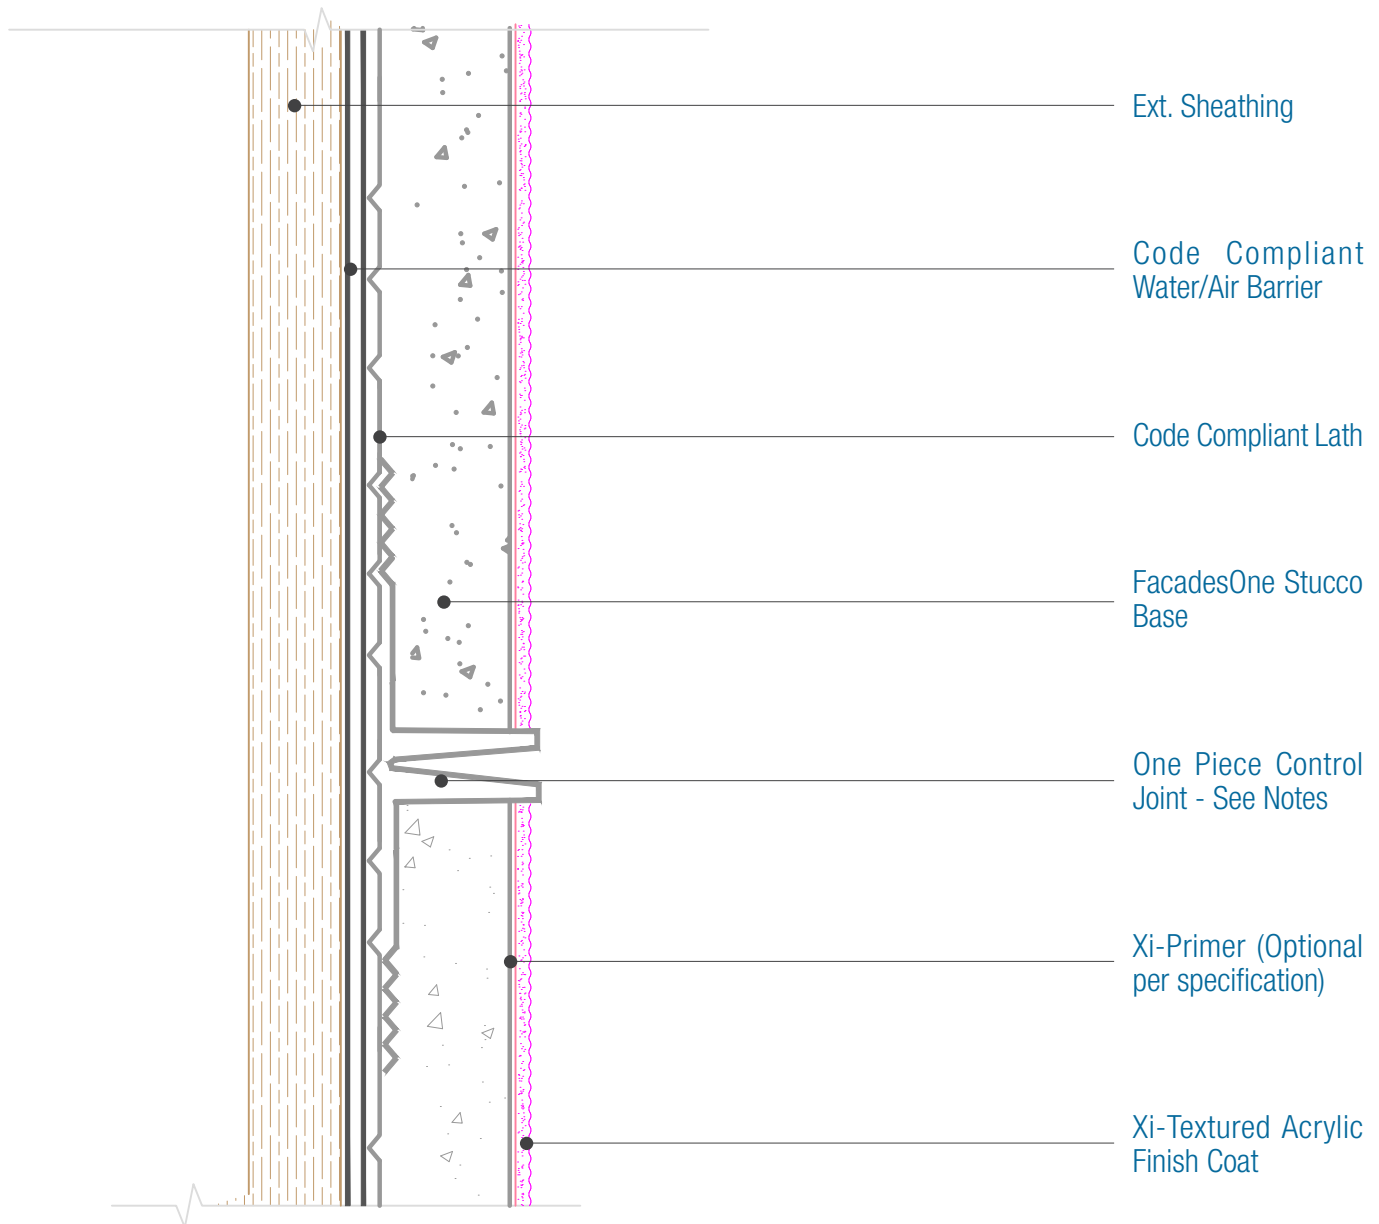 Ext. Sheathing
Code Compliant
Water/Air Barrier
Code Compliant Lath
FacadesOne Stucco
Base
One Piece Control
Joint - See Notes
Xi-Primer (Optional
per specification)
Xi-Textured Acrylic
Finish Coat